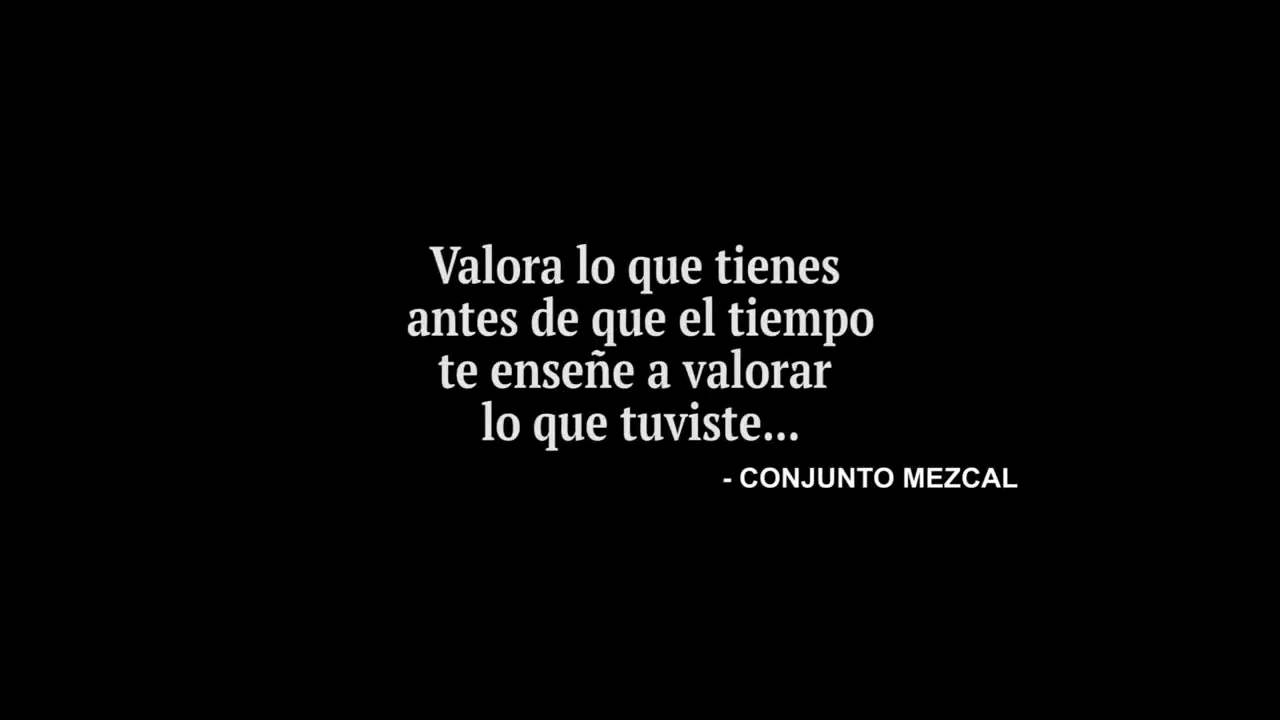 Valora lo que tienes
antes de que el tiempo
te enseñe a valorar
lo que tuviste...
- CONJUNTO MEZCAL